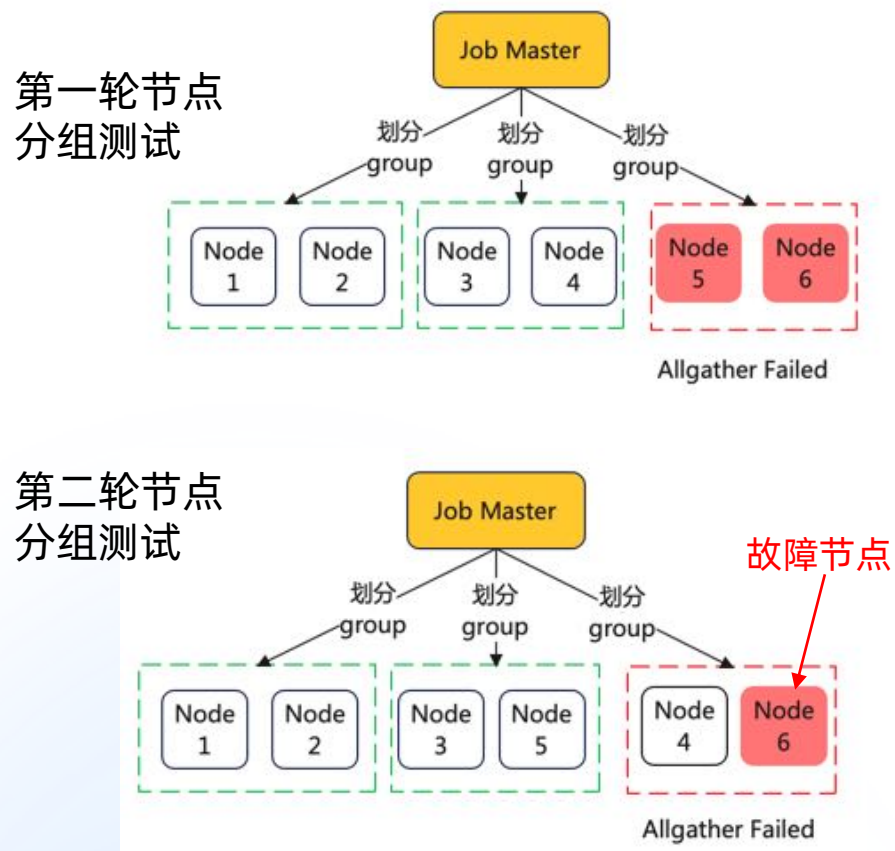 第一轮节点
分组测试
Job Master
划分
group
划分
group
划分
group
Node
1
Node
2
Node
3
Node
4
Node
5
Node
6
Allgather Failed
第二轮节点
分组测试
Job Master
故障节点
划分
group
划分
group
划分
group
Node
1
Node
2
Node
3
Node
5
Node
4
Node
6
Allgather Failed